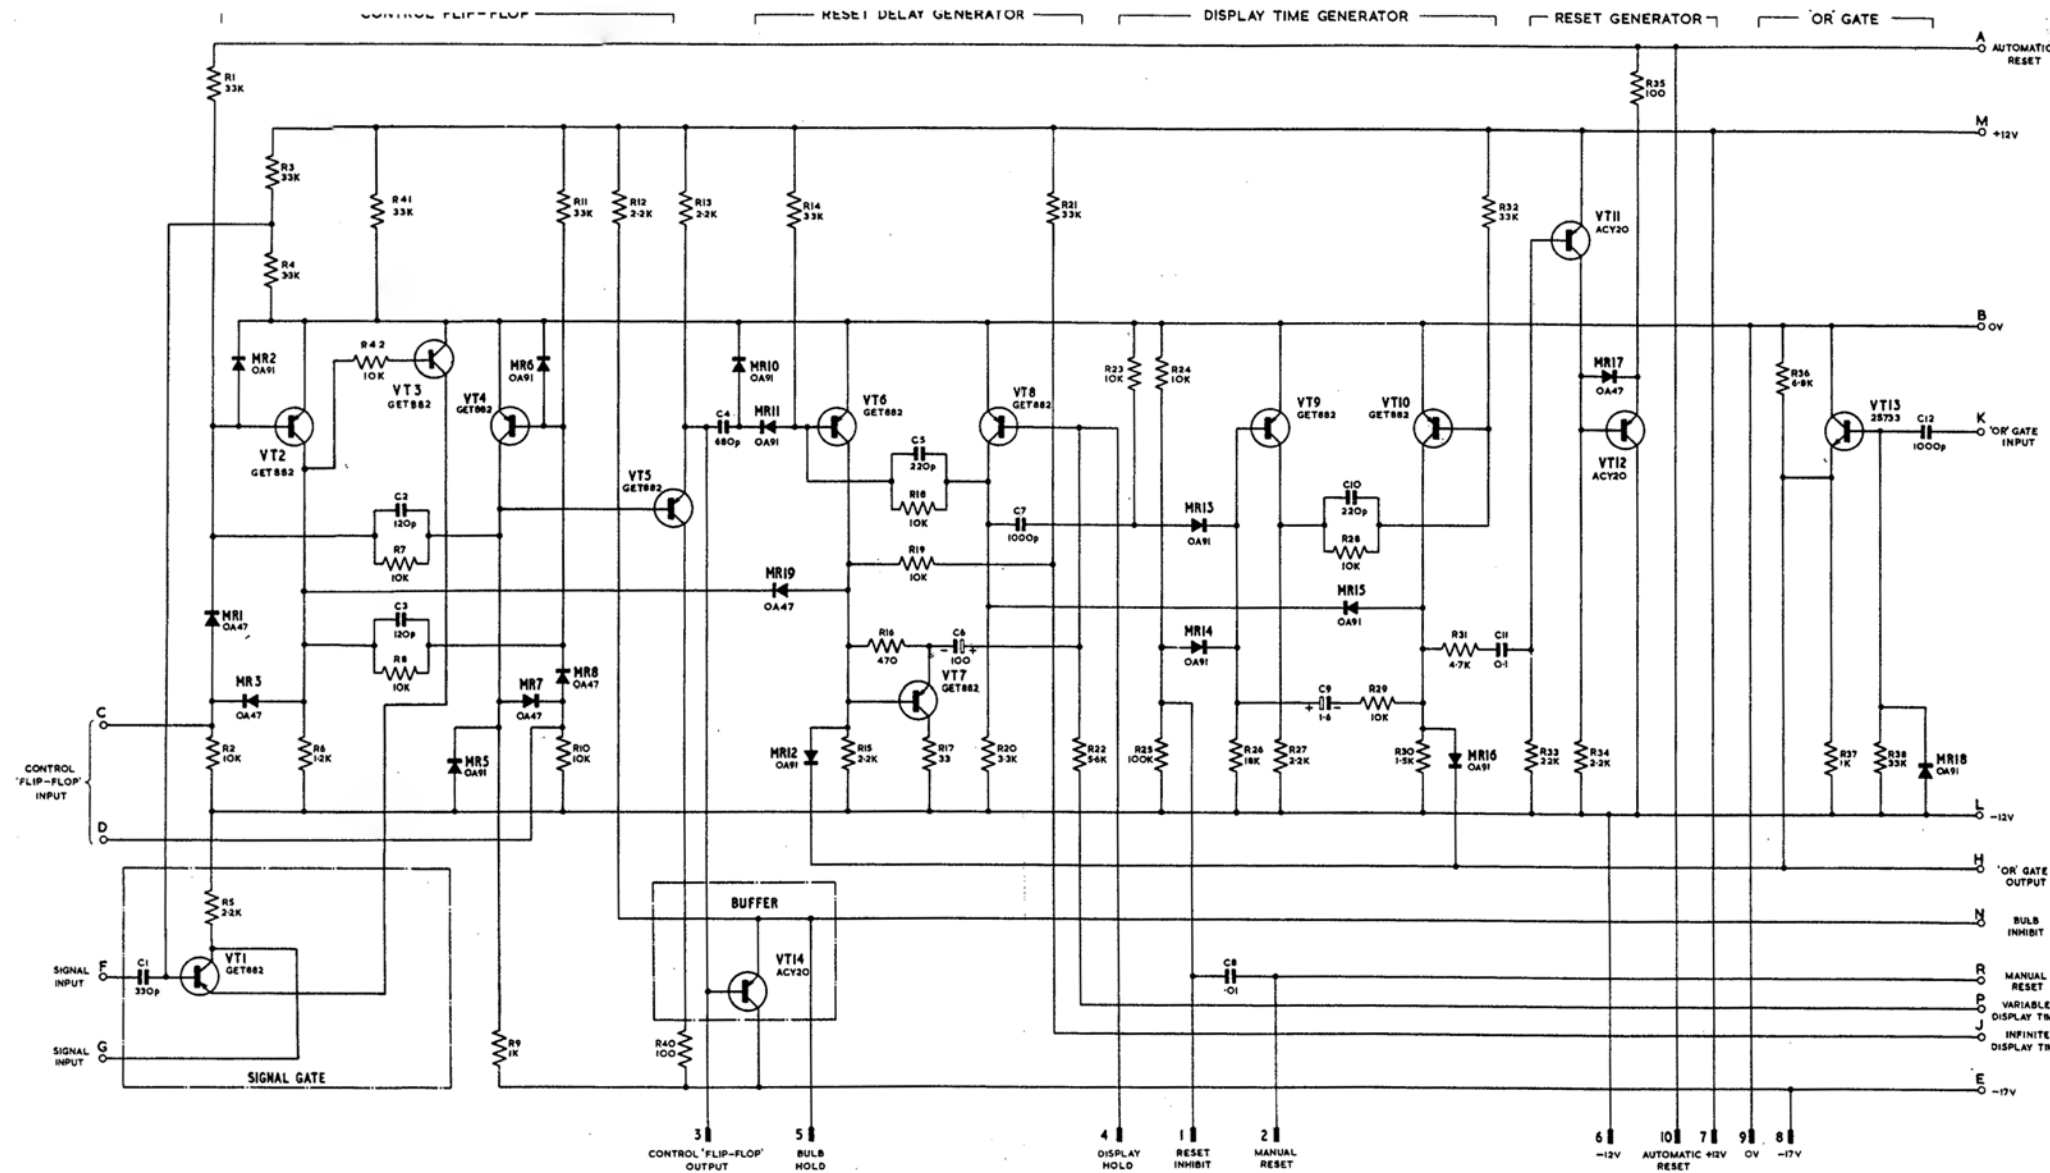 CONTROL FLIP-FLOP
RESET DELAY GENERATOR
DISPLAY TIME GENERATOR
RESET GENERATOR
'OR' GATE
A
AUTOMATIC
RESET
R1
33K
R35
100
M
+12V
R3
33K
R41
33K
R11
33K
R12
2·2K
R13
2·2K
R14
33K
R21
33K
R32
33K
VT11
ACY20
R4
33K
B
0V
MR2
OA91
R42
10K
VT3
GET882
MR6
OA91
VT4
GET882
MR10
OA91
C4
680p
MR11
OA91
VT6
GET882
VT8
GET882
R23
10K
R24
10K
VT9
GET882
VT10
GET882
MR17
OA47
R36
6·8K
VT13
2S733
C12
1000p
K
'OR' GATE
INPUT
VT2
GET882
VT12
ACY20
C5
220p
R18
10K
VT5
GET882
C2
120p
R7
10K
C7
1000p
MR13
OA91
C10
220p
R28
10K
R19
10K
MR19
OA47
MR15
OA91
MR1
OA47
C3
120p
R8
10K
R16
470
C6
100
MR14
OA91
R31
4·7K
C11
0·1
MR3
OA47
MR7
OA47
MR8
OA47
VT7
GET882
C9
1·6
R29
10K
C
R2
10K
R6
1·2K
MR5
OA91
R10
10K
MR12
OA91
R15
2·2K
R17
33
R20
3·3K
R22
5·6K
R25
100K
R26
18K
R27
2·2K
R30
1·5K
MR16
OA91
R33
22K
R34
2·2K
R37
1K
R38
33K
MR18
OA91
CONTROL
'FLIP-FLOP'
INPUT
D
L
-12V
H
'OR' GATE
OUTPUT
R5
2·2K
BUFFER
N
BULB
INHIBIT
SIGNAL
INPUT
F
C1
330p
VT1
GET882
VT14
ACY20
C8
·01
R
MANUAL
RESET
P
VARIABLE
DISPLAY TIM
J
INFINITE
DISPLAY TIM
SIGNAL
INPUT
G
R9
1K
R40
100
SIGNAL GATE
E
-17V
3
CONTROL 'FLIP-FLOP'
OUTPUT
5
BULB
HOLD
4
DISPLAY
HOLD
1
RESET
INHIBIT
2
MANUAL
RESET
6
-12V
10
AUTOMATIC
RESET
7
+12V
9
0V
8
-17V